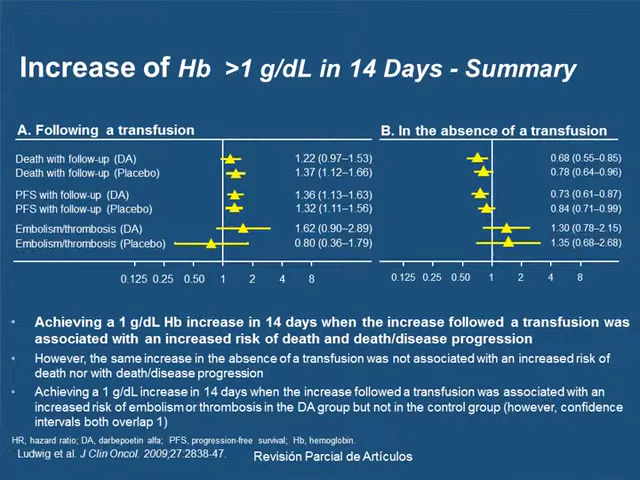 Increase of Hb >1 g/dL in 14 Days - Summary
A. Following a transfusion
B. In the absence of a transfusion
Death with follow-up (DA) 1.22 (0.97–1.53) 0.68 (0.55–0.85)
Death with follow-up (Placebo) 1.37 (1.12–1.66) 0.78 (0.64–0.96)
PFS with follow-up (DA) 1.36 (1.13–1.63) 0.73 (0.61–0.87)
PFS with follow-up (Placebo) 1.32 (1.11–1.56) 0.84 (0.71–0.99)
Embolism/thrombosis (DA) 1.62 (0.90–2.89) 1.30 (0.78–2.15)
Embolism/thrombosis (Placebo) 0.80 (0.36–1.79) 1.35 (0.68–2.68)
0.125 0.25 0.50 1 2 4 8 0.125 0.25 0.50 1 2 4 8
• Achieving a 1 g/dL Hb increase in 14 days when the increase followed a transfusion was
associated with an increased risk of death and death/disease progression
• However, the same increase in the absence of a transfusion was not associated with an increased risk of
death nor with death/disease progression
• Achieving a 1 g/dL increase in 14 days when the increase followed a transfusion was associated with an
increased risk of embolism or thrombosis in the DA group but not in the control group (however, confidence
intervals both overlap 1)
HR, hazard ratio; DA, darbepoetin alfa; PFS, progression-free survival; Hb, hemoglobin.
Ludwig et al. J Clin Oncol. 2009;27:2838-47.
Revisión Parcial de Artículos